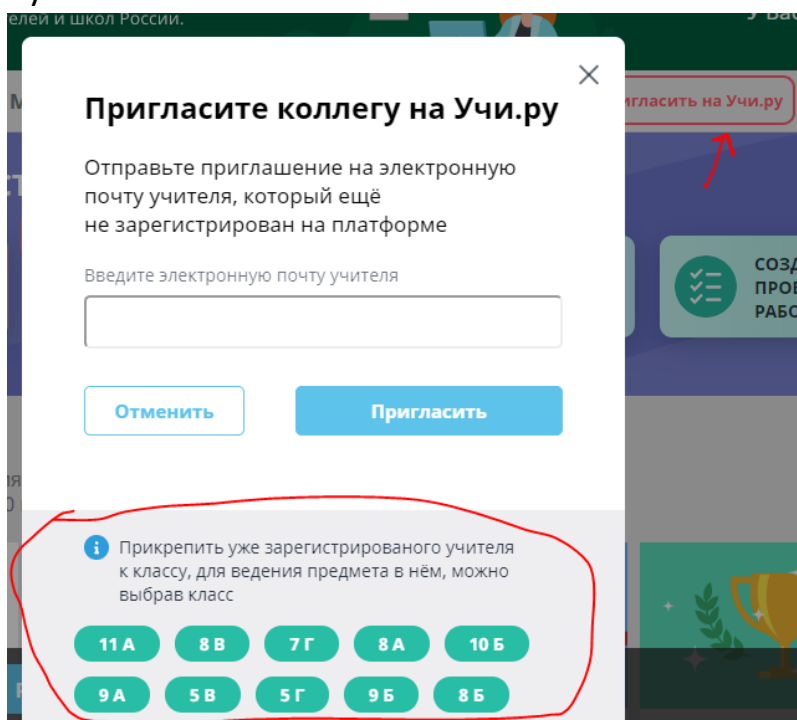 телей и школ России.
Пригласите коллегу на Учи.ру
игласить на Учи.ру
Отправьте приглашение на электронную
почту учителя, который ещё
не зарегистрирован на платформе
Введите электронную почту учителя
СОЗД
ПРОВ
РАБО
Отменить
Пригласить
Прикрепить уже зарегистрированого учителя
к классу, для ведения предмета в нём, можно
выбрав класс
11 А 8 В 7 Г 8 А 10 Б
9 А 5 В 5 Г 9 Б 8 Б